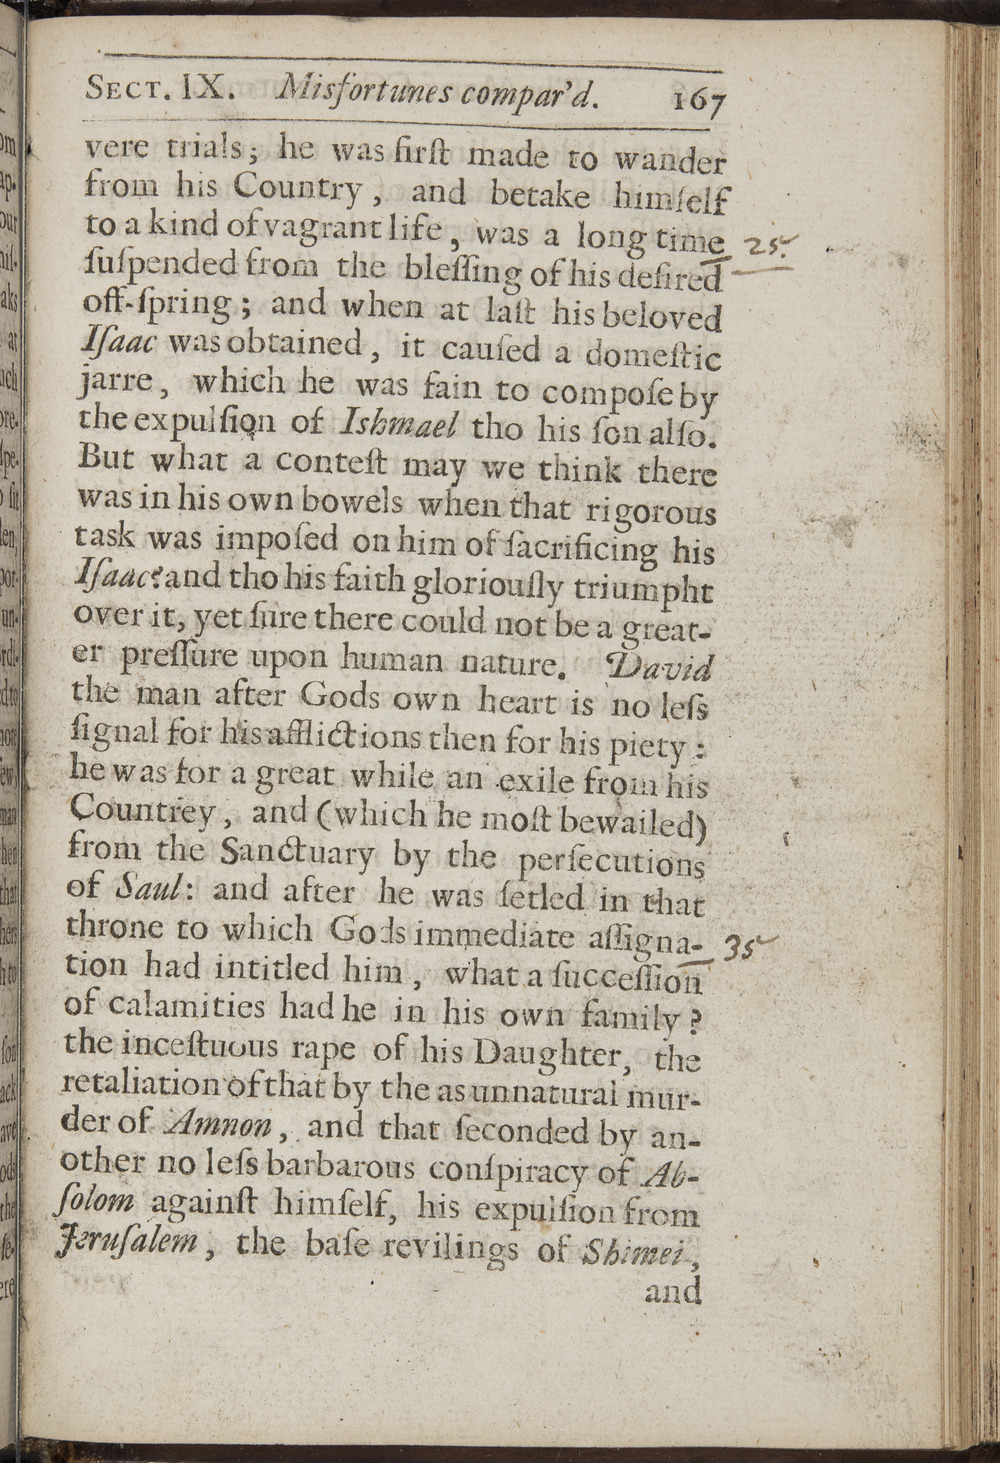 SECT. IX. Misfortunes compar'd. 167
vere trials; he was firſt made to wander
from his Country, and betake himſelf
to a kind of vagrant life, was a long time 25.
ſuſpended from the bleſſing of his deſired
off-ſpring; and when at laſt his beloved
Iſaac was obtained, it cauſed a domeſtic
jarre, which he was fain to compoſe by
the expulſion of Ishmael tho his ſon alſo.
But what a conteſt may we think there
was in his own bowels when that rigorous
task was impoſed on him of ſacrificing his
Iſaac? and tho his faith gloriouſly triumpht
over it, yet ſure there could not be a great-
er preſſure upon human nature. David
the man after Gods own heart is no leſs
ſignal for his afflictions then for his piety:
he was for a great while an exile from his
Countrey, and (which he moſt bewailed)
from the Sanctuary by the perſecutions
of Saul: and after he was ſetled in that
throne to which Gods immediate aſſigna- 35
tion had intitled him, what a ſucceſſion
of calamities had he in his own family?
the inceſtuous rape of his Daughter, the
retaliation of that by the as unnatural mur-
der of Amnon, and that ſeconded by an-
other no leſs barbarous conſpiracy of Ab-
ſolom againſt himſelf, his expulſion from
Jeruſalem, the baſe revilings of Shimei,
and